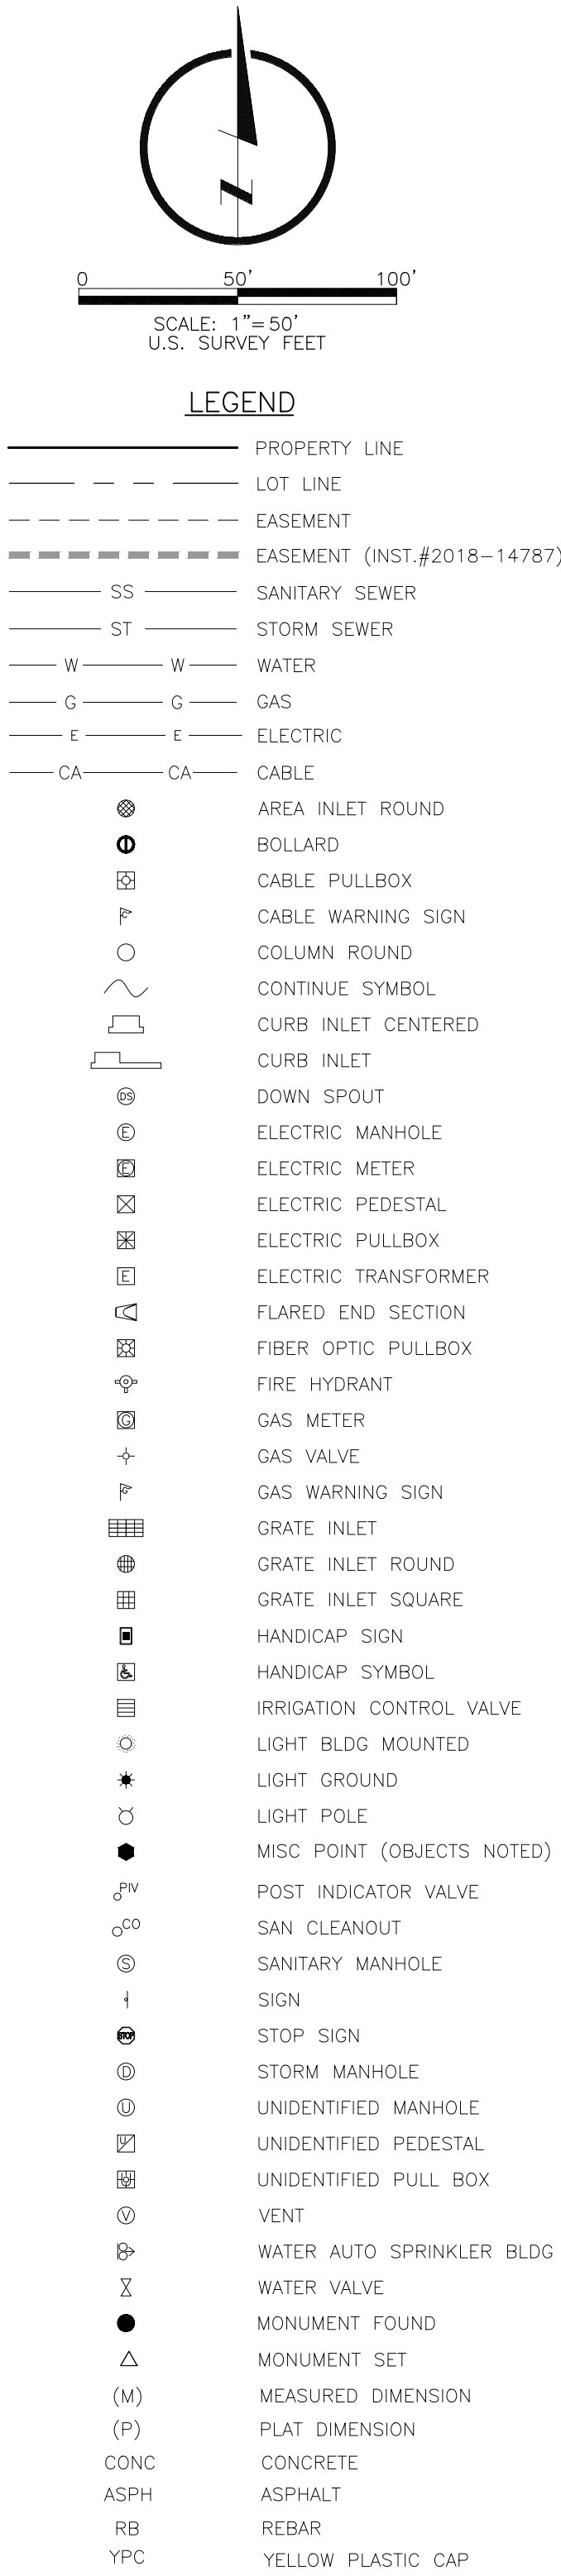 N
0 50' 100'
SCALE: 1"=50'
U.S. SURVEY FEET
LEGEND
PROPERTY LINE
LOT LINE
EASEMENT
EASEMENT (INST.#2018-14787)
SS SANITARY SEWER
ST STORM SEWER
W W WATER
G G GAS
E E ELECTRIC
CA CA CABLE
AREA INLET ROUND
BOLLARD
CABLE PULLBOX
CABLE WARNING SIGN
COLUMN ROUND
CONTINUE SYMBOL
CURB INLET CENTERED
CURB INLET
DS DOWN SPOUT
E ELECTRIC MANHOLE
E ELECTRIC METER
ELECTRIC PEDESTAL
ELECTRIC PULLBOX
E ELECTRIC TRANSFORMER
FLARED END SECTION
FIBER OPTIC PULLBOX
FIRE HYDRANT
G GAS METER
GAS VALVE
GAS WARNING SIGN
GRATE INLET
GRATE INLET ROUND
GRATE INLET SQUARE
HANDICAP SIGN
HANDICAP SYMBOL
IRRIGATION CONTROL VALVE
LIGHT BLDG MOUNTED
LIGHT GROUND
LIGHT POLE
MISC POINT (OBJECTS NOTED)
PIV POST INDICATOR VALVE
CO SAN CLEANOUT
S SANITARY MANHOLE
SIGN
STOP STOP SIGN
D STORM MANHOLE
U UNIDENTIFIED MANHOLE
U UNIDENTIFIED PEDESTAL
U UNIDENTIFIED PULL BOX
V VENT
WATER AUTO SPRINKLER BLDG
WATER VALVE
MONUMENT FOUND
MONUMENT SET
(M) MEASURED DIMENSION
(P) PLAT DIMENSION
CONC CONCRETE
ASPH ASPHALT
RB REBAR
YPC YELLOW PLASTIC CAP